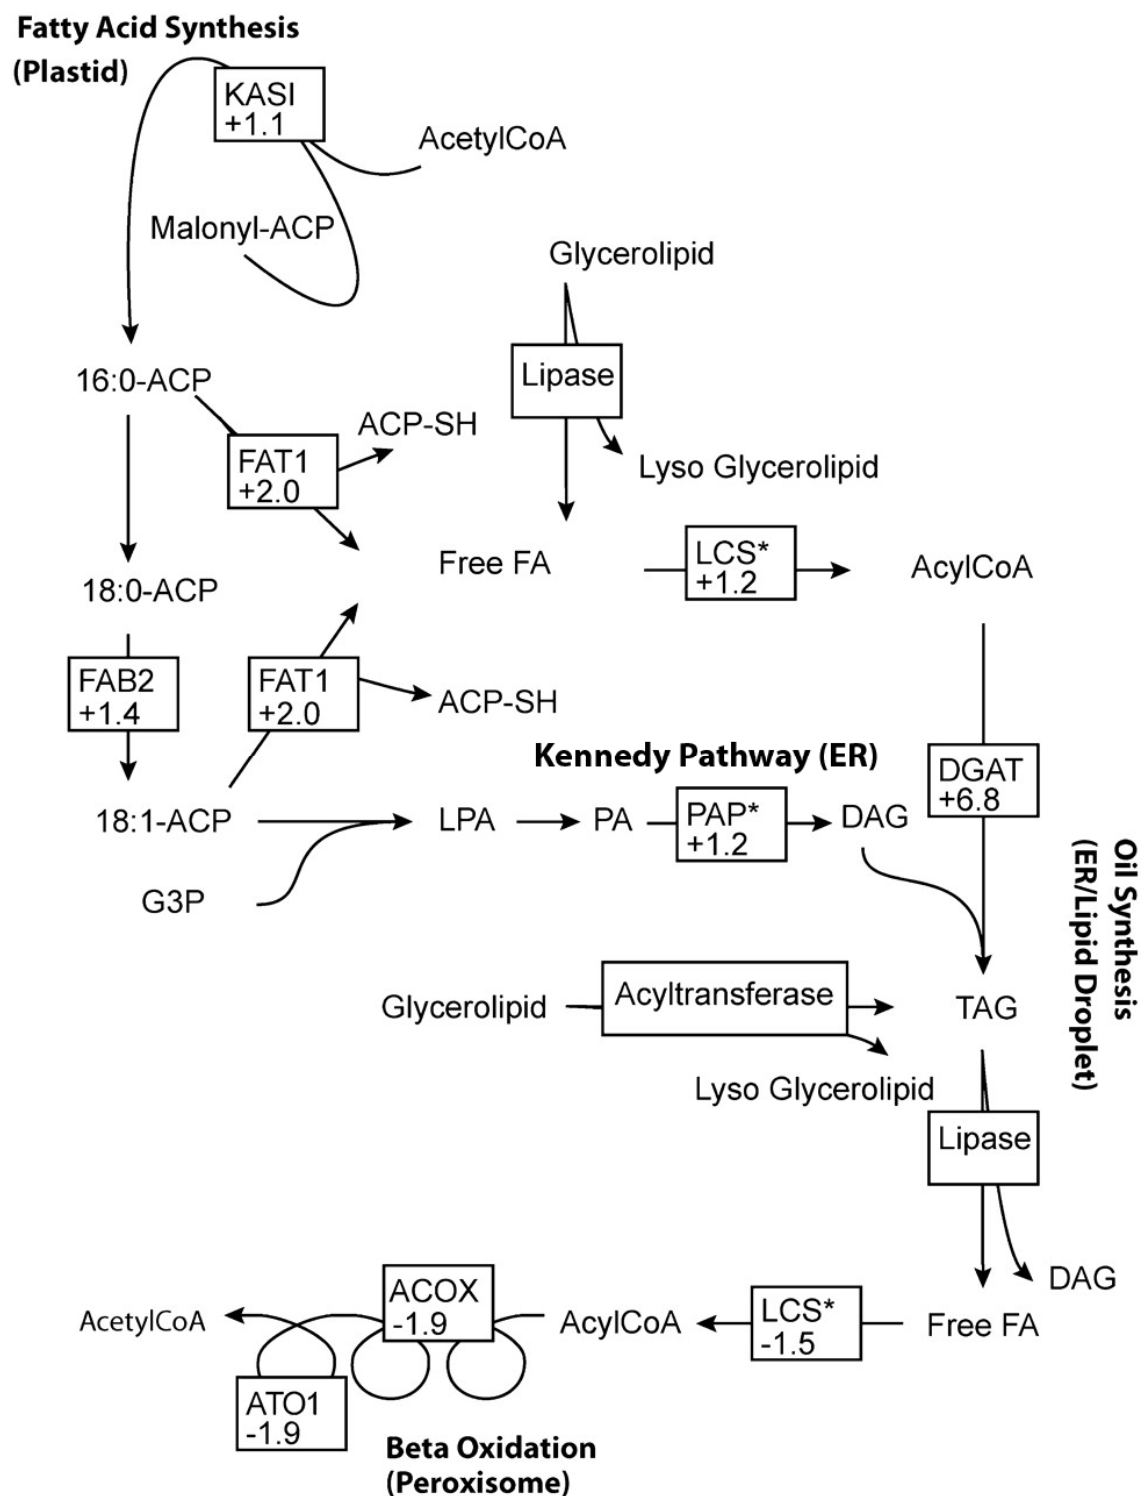 Fatty Acid Synthesis
(Plastid)
KASI
+1.1
AcetylCoA
Malonyl-ACP
Glycerolipid
Lipase
16:0-ACP
ACP-SH
FAT1
+2.0
Lyso Glycerolipid
Free FA
LCS*
+1.2
AcylCoA
18:0-ACP
FAB2
+1.4
FAT1
+2.0
ACP-SH
Kennedy Pathway (ER)
DGAT
+6.8
18:1-ACP
LPA
PA
PAP*
+1.2
DAG
G3P
Oil Synthesis
(ER/Lipid Droplet)
Glycerolipid
Acyltransferase
TAG
Lyso Glycerolipid
Lipase
DAG
AcetylCoA
ACOX
-1.9
AcylCoA
LCS*
-1.5
Free FA
ATO1
-1.9
Beta Oxidation
(Peroxisome)